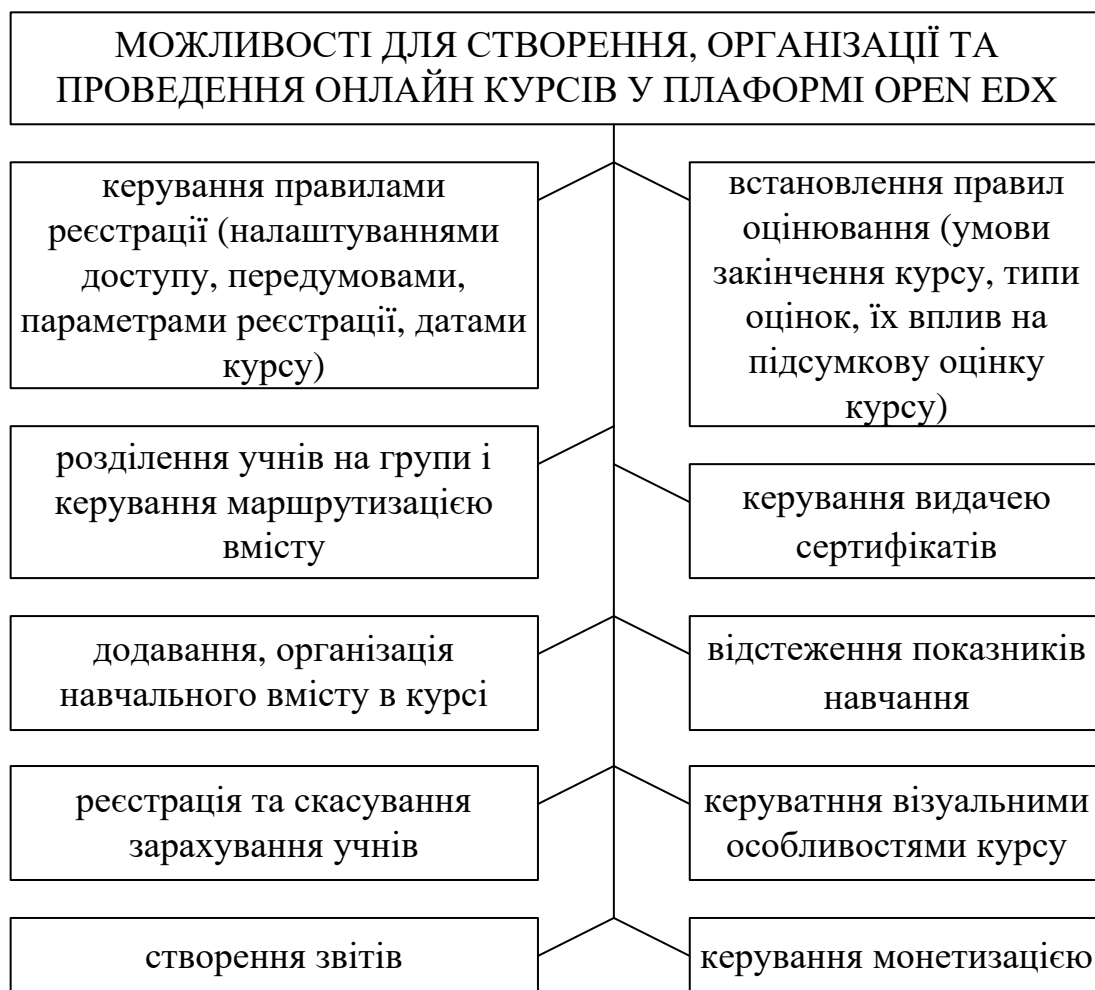 МОЖЛИВОСТІ ДЛЯ СТВОРЕННЯ, ОРГАНІЗАЦІЇ ТА
ПРОВЕДЕННЯ ОНЛАЙН КУРСІВ У ПЛАФОРМІ OPEN EDX
керування правилами
реєстрації (налаштуваннями
доступу, передумовами,
параметрами реєстрації, датами
курсу)
встановлення правил
оцінювання (умови
закінчення курсу, типи
оцінок, їх вплив на
підсумкову оцінку
курсу)
розділення учнів на групи і
керування маршрутизацією
вмісту
керування видачею
сертифікатів
додавання, організація
навчального вмісту в курсі
відстеження показників
навчання
реєстрація та скасування
зарахування учнів
керуватння візуальними
особливостями курсу
створення звітів
керування монетизацією